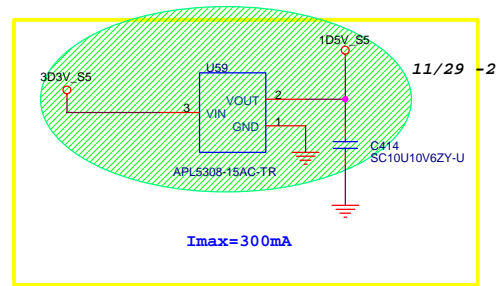 1D5V_S5
11/29 -2
U59
3D3V_S5
VOUT 2
3 VIN
GND 1
C414
SC10U10V6ZY-U
APL5308-15AC-TR
Imax=300mA